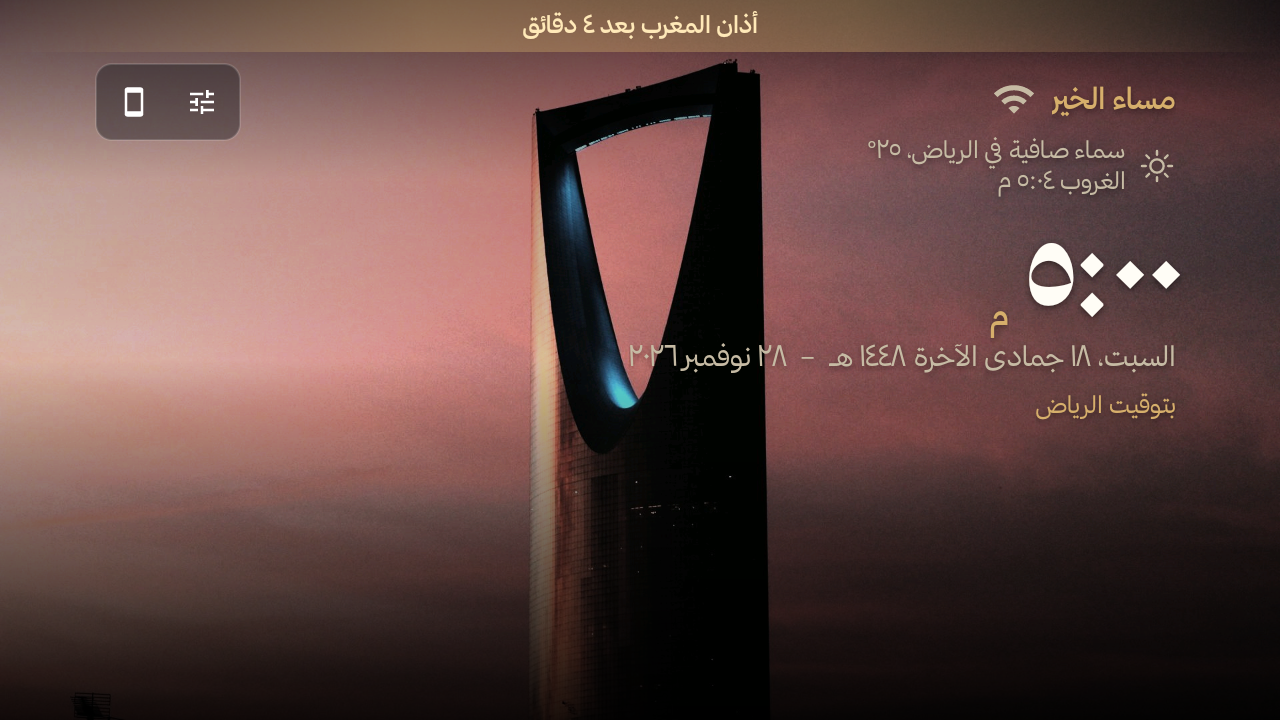 أذان المغرب بعد ٤ دقائق
مساء الخير
سماء صافية في الرياض، ٢٥°
الغروب ٥:٠٤ م
٥:٠٠ م
السبت، ١٨ جمادى الآخرة ١٤٤٨ هـ – ٢٨ نوفمبر ٢٠٢٦
بتوقيت الرياض